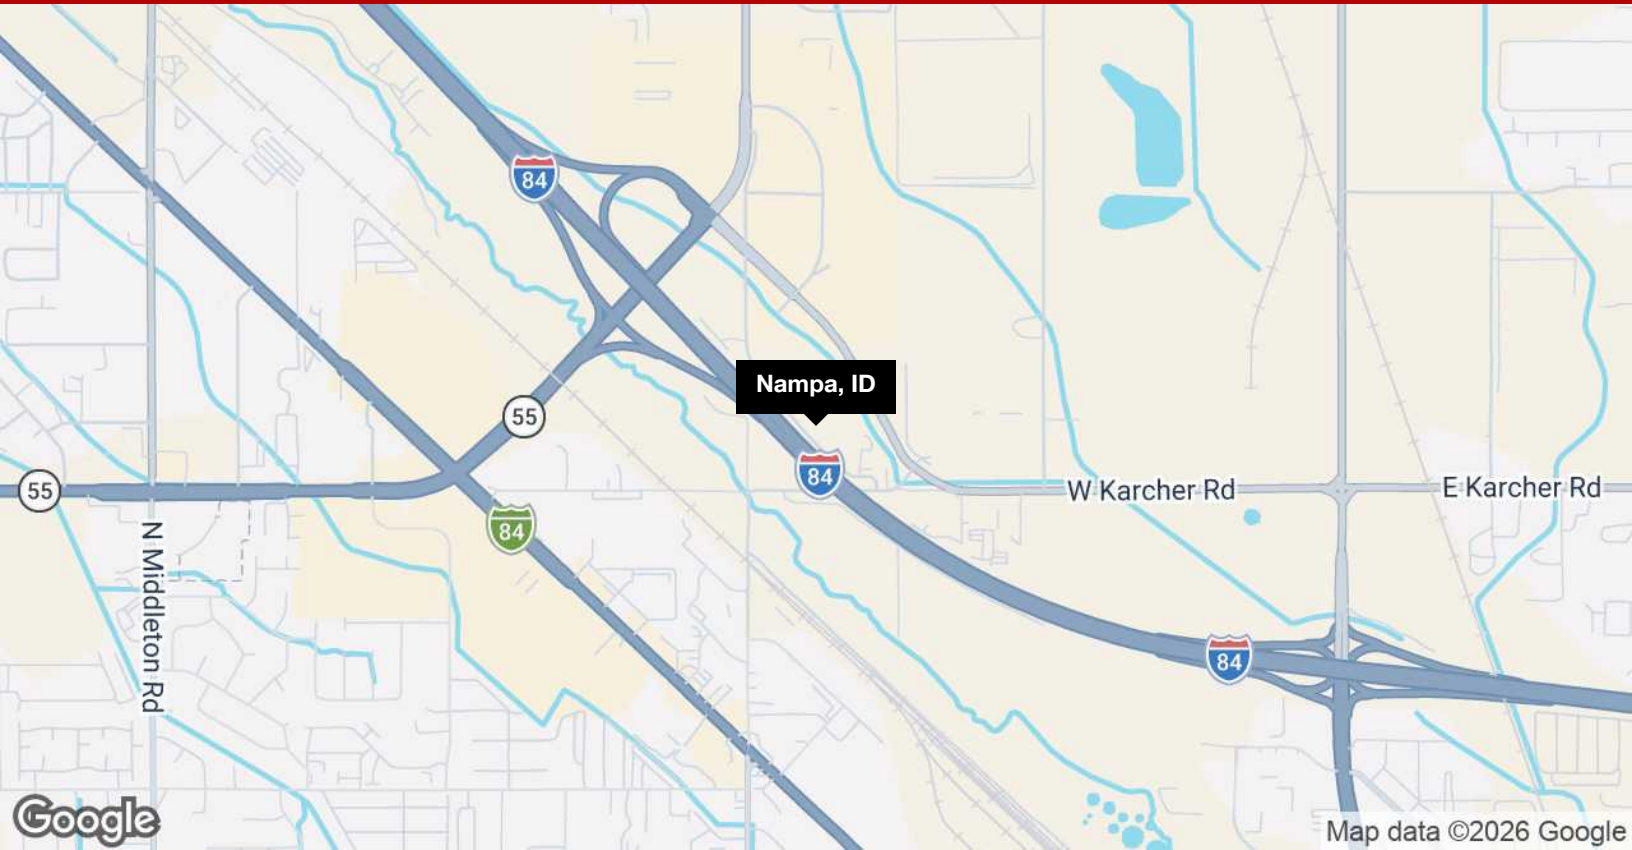 84
Nampa, ID
55
84
55
W Karcher Rd
E Karcher Rd
84
N Middleton Rd
84
Google
Map data ©2026 Google